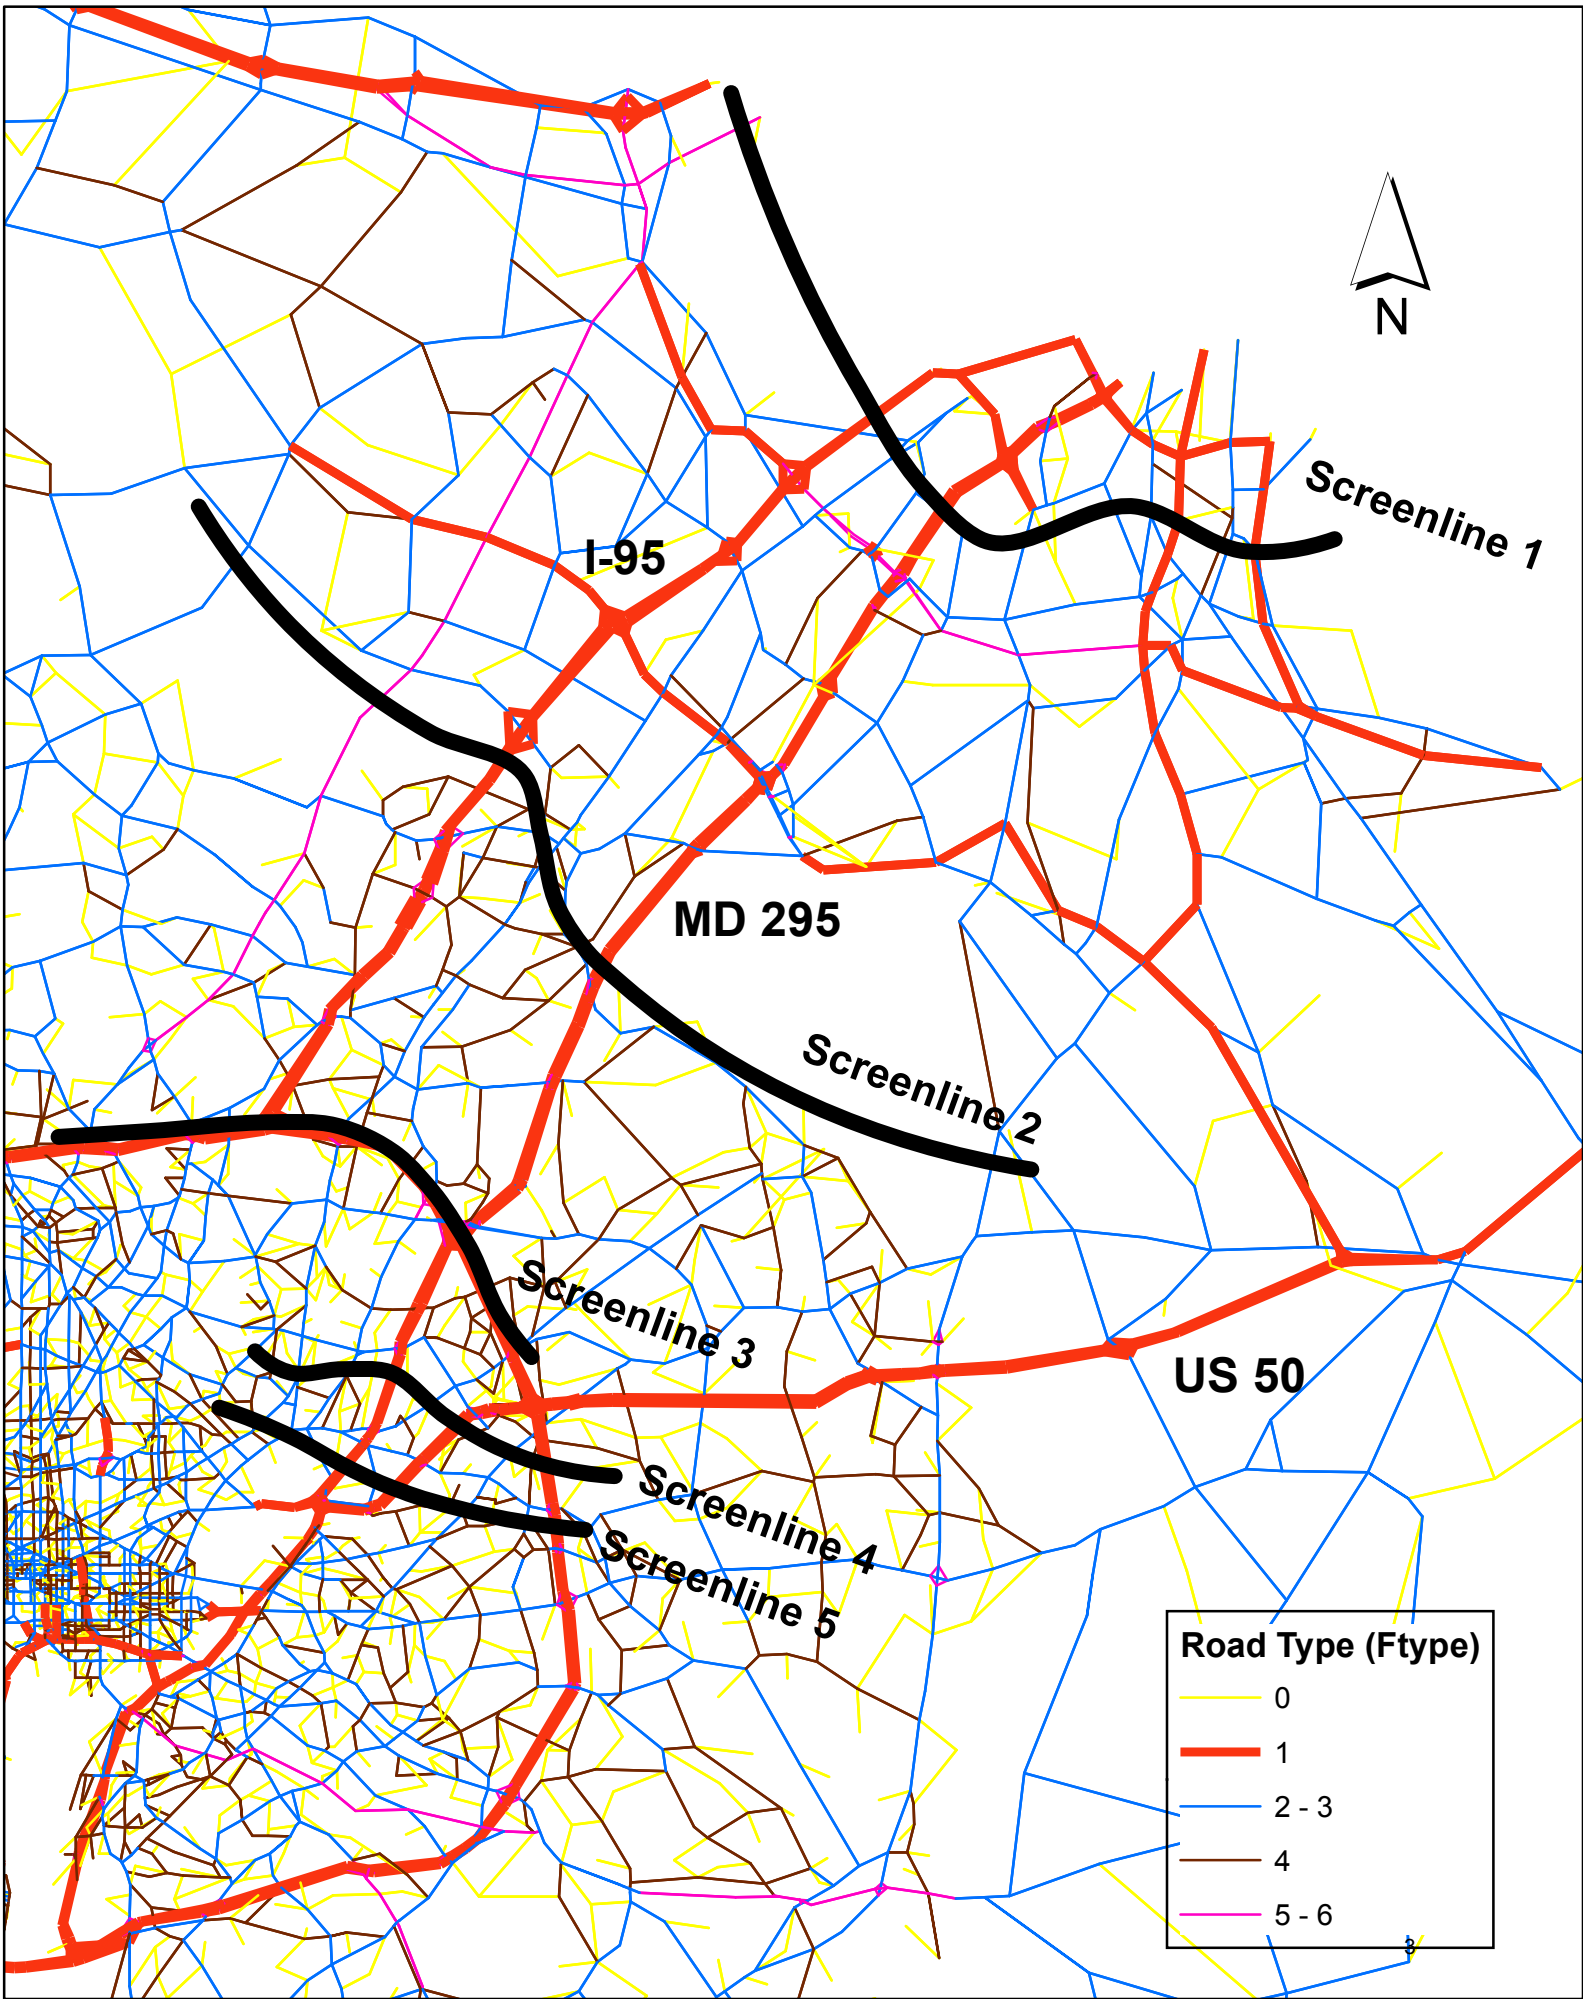 N
Screenline 1
I-95
MD 295
Screenline 2
Screenline 3
US 50
Screenline 4
Screenline 5
Road Type (Ftype)
0
1
2 - 3
4
5 - 6
3